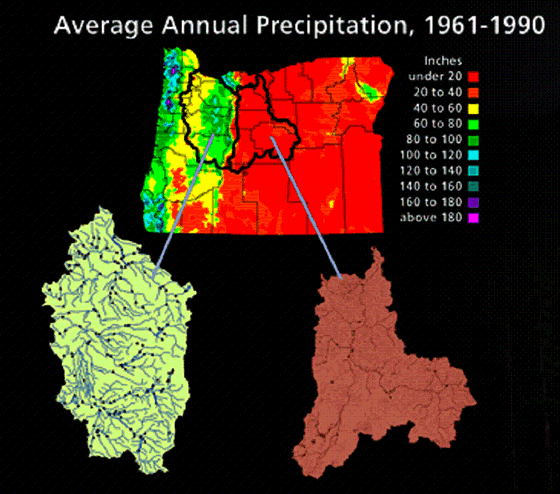 Average Annual Precipitation, 1961-1990
Inches
under 20
20 to 40
40 to 60
60 to 80
80 to 100
100 to 120
120 to 140
140 to 160
160 to 180
above 180